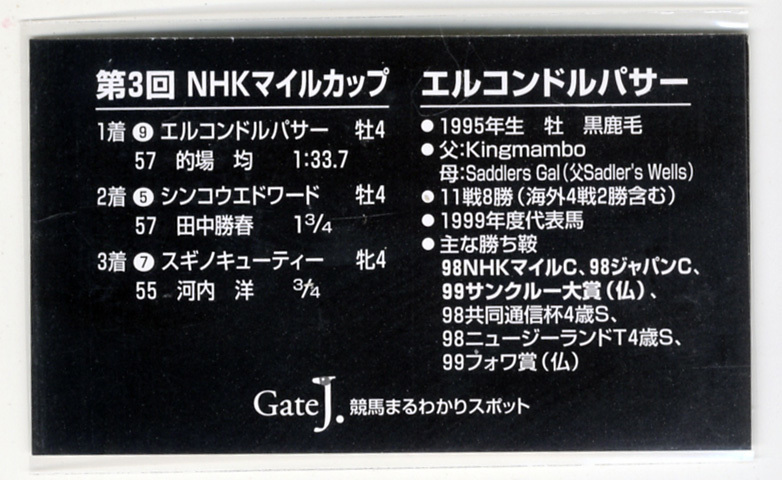 第3回 NHKマイルカップ
1着 ⑨ エルコンドルパサー 牡4
57 的場 均 1:33.7
2着 ⑤ シンコウエドワード 牡4
57 田中勝春 1 3/4
3着 ⑦ スギノキューティー 牝4
55 河内 洋 3/4
エルコンドルパサー
● 1995年生 牡 黒鹿毛
● 父:Kingmambo
母:Saddlers Gal(父Sadler's Wells)
● 11戦8勝(海外4戦2勝含む)
● 1999年度代表馬
● 主な勝ち鞍
98NHKマイルC、98ジャパンC、
99サンクルー大賞(仏)、
98共同通信杯4歳S、
98ニュージーランドT4歳S、
99フォワ賞(仏)
Gate J. 競馬まるわかりスポット